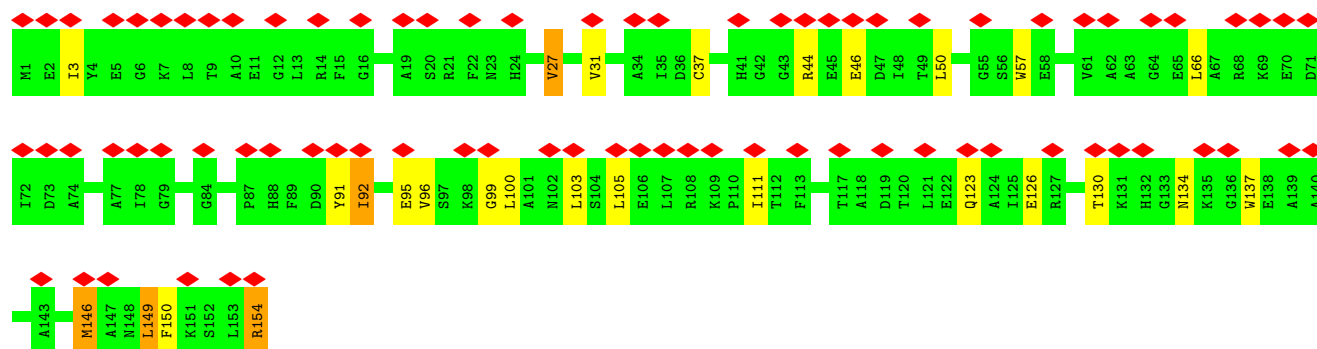 M1 E2 I3 Y4 E5 G6 K7 L8 T9 A10 E11 G12 L13 R14 F15 G16 A19 S20 R21 F22 N23 H24 V27 V31 A34 I35 D36 C37 H41 G42 G43 R44 E45 E46 D47 I48 T49 L50 G55 S56 W57 E58 V61 A62 A63 G64 E65 L66 A67 R68 K69 E70 D71
I72 D73 A74 A77 I78 G79 G84 P87 H88 F89 D90 Y91 I92 E95 V96 S97 K98 G99 L100 A101 N102 L103 S104 L105 E106 L107 R108 K109 P110 I111 T112 F113 T117 A118 D119 T120 L121 E122 Q123 A124 I125 E126 R127 T130 K131 H132 G133 N134 K135 G136 W137 E138 A139 A140
A143 M146 A147 N148 L149 F150 K151 S152 L153 R154